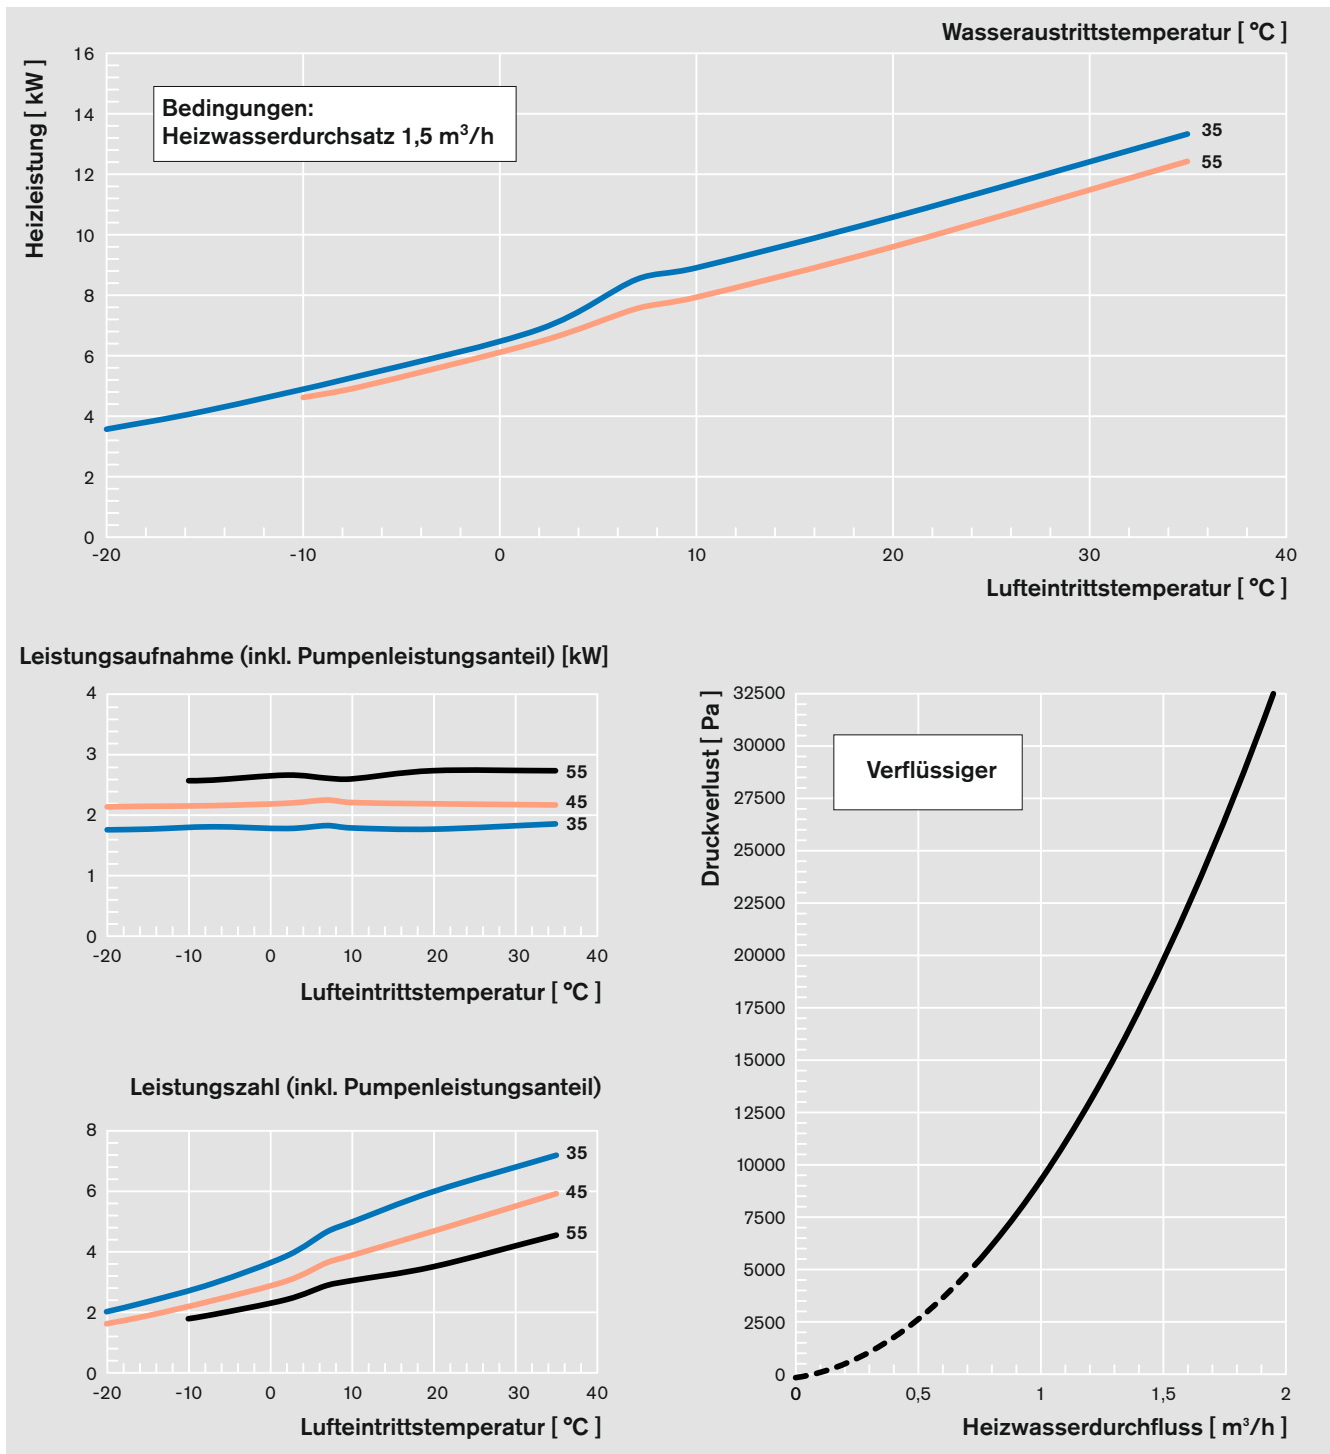 Wasseraustrittstemperatur [ °C ]
Heizleistung [ kW ]
16
14
12
10
8
6
4
2
0
Bedingungen:
Heizwasserdurchsatz 1,5 m³/h
35
55
-20 -10 0 10 20 30 40
Lufteintrittstemperatur [ °C ]
Leistungsaufnahme (inkl. Pumpenleistungsanteil) [kW]
4
3
2
1
0
55
45
35
-20 -10 0 10 20 30 40
Lufteintrittstemperatur [ °C ]
Leistungszahl (inkl. Pumpenleistungsanteil)
8
6
4
2
0
35
45
55
-20 -10 0 10 20 30 40
Lufteintrittstemperatur [ °C ]
Druckverlust [ Pa ]
32500
30000
27500
25000
22500
20000
17500
15000
12500
10000
7500
5000
2500
0
Verflüssiger
0 0,5 1 1,5 2
Heizwasserdurchfluss [ m³/h ]